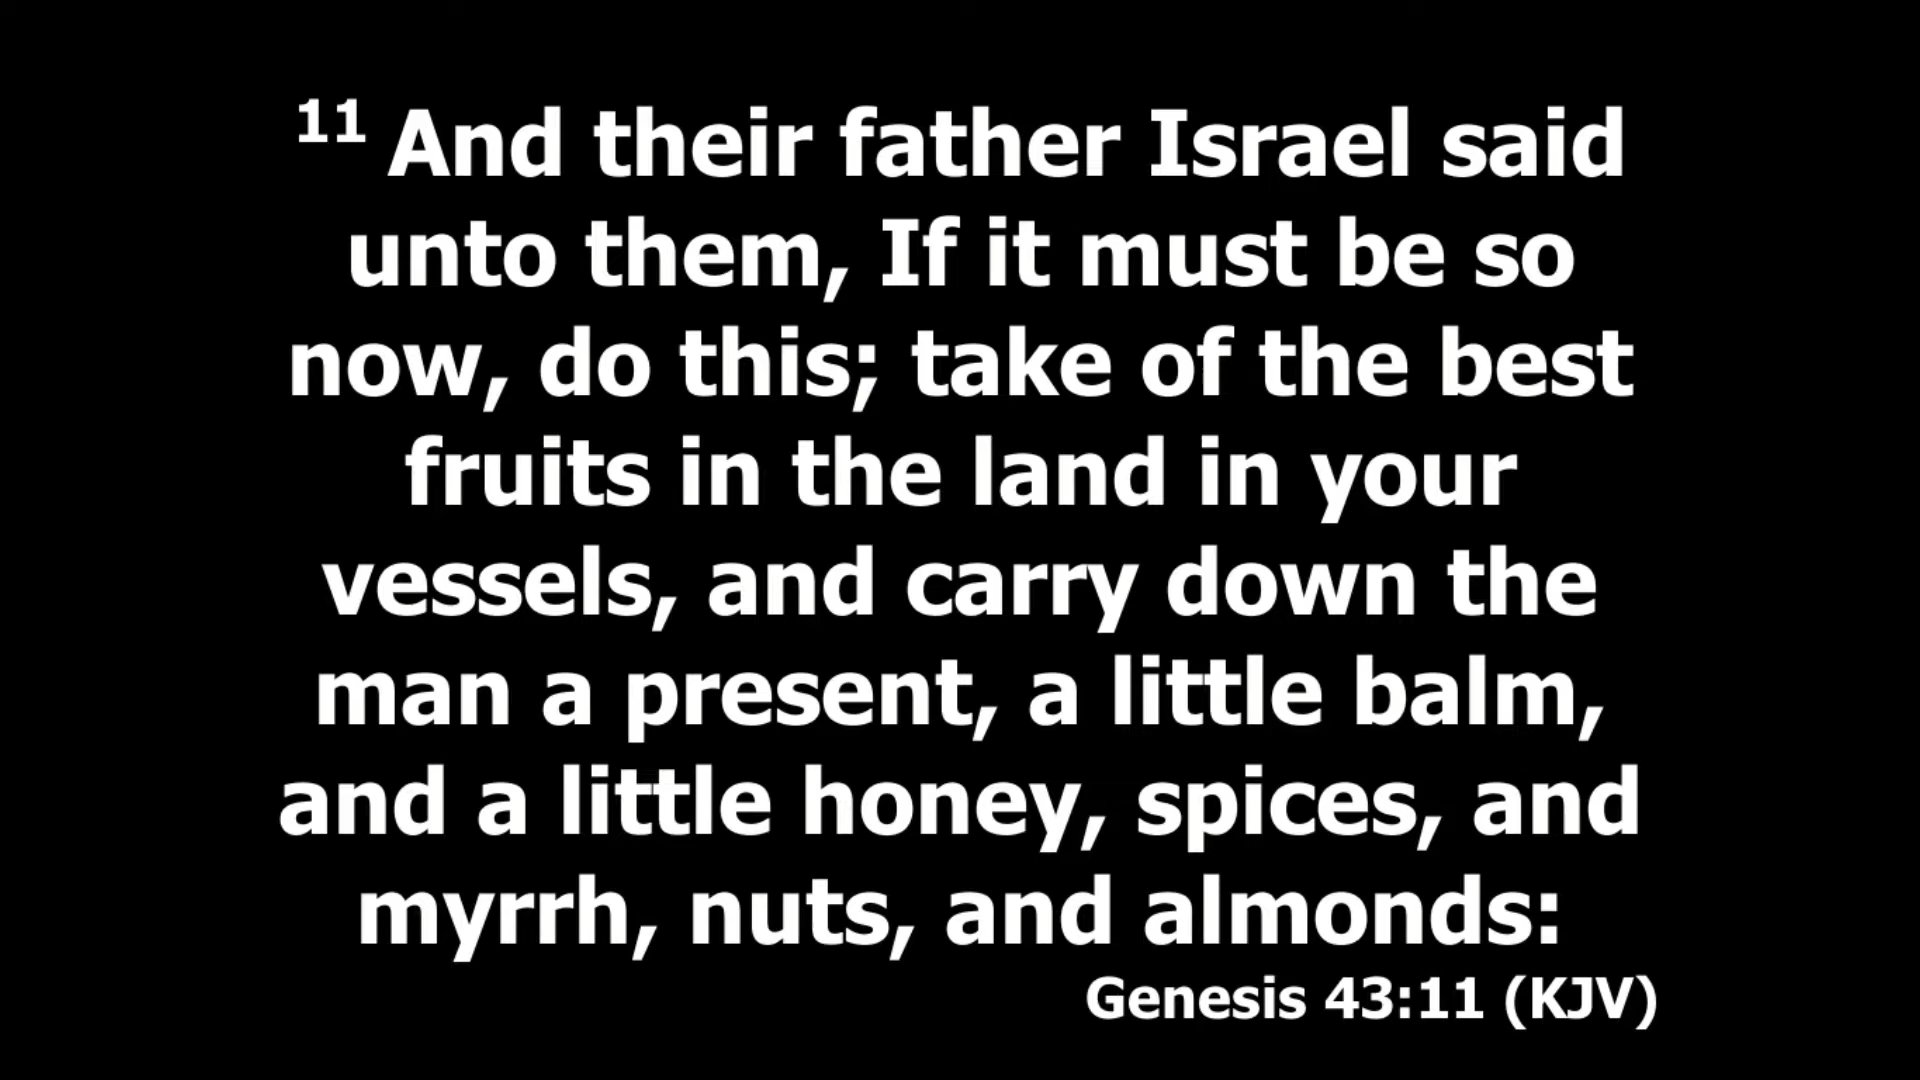 11 And their father Israel said
unto them, If it must be so
now, do this; take of the best
fruits in the land in your
vessels, and carry down the
man a present, a little balm,
and a little honey, spices, and
myrrh, nuts, and almonds:
Genesis 43:11 (KJV)